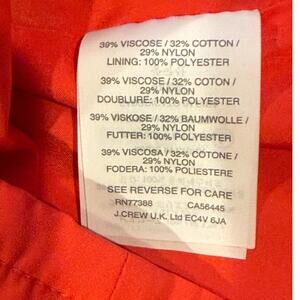 39% VISCOSE / 32% COTTON /
29% NYLON
LINING: 100% POLYESTER
39% VISCOSE / 32% COTON /
29% NYLON
DOUBLURE: 100% POLYESTER
39% VISKOSE / 32% BAUMWOLLE /
29% NYLON
FUTTER: 100% POLYESTER
39% VISCOSA / 32% COTONE /
29% NYLON
FODERA: 100% POLIESTERE
SEE REVERSE FOR CARE
RN77388 CA56445
J.CREW U.K. Ltd EC4V 6JA